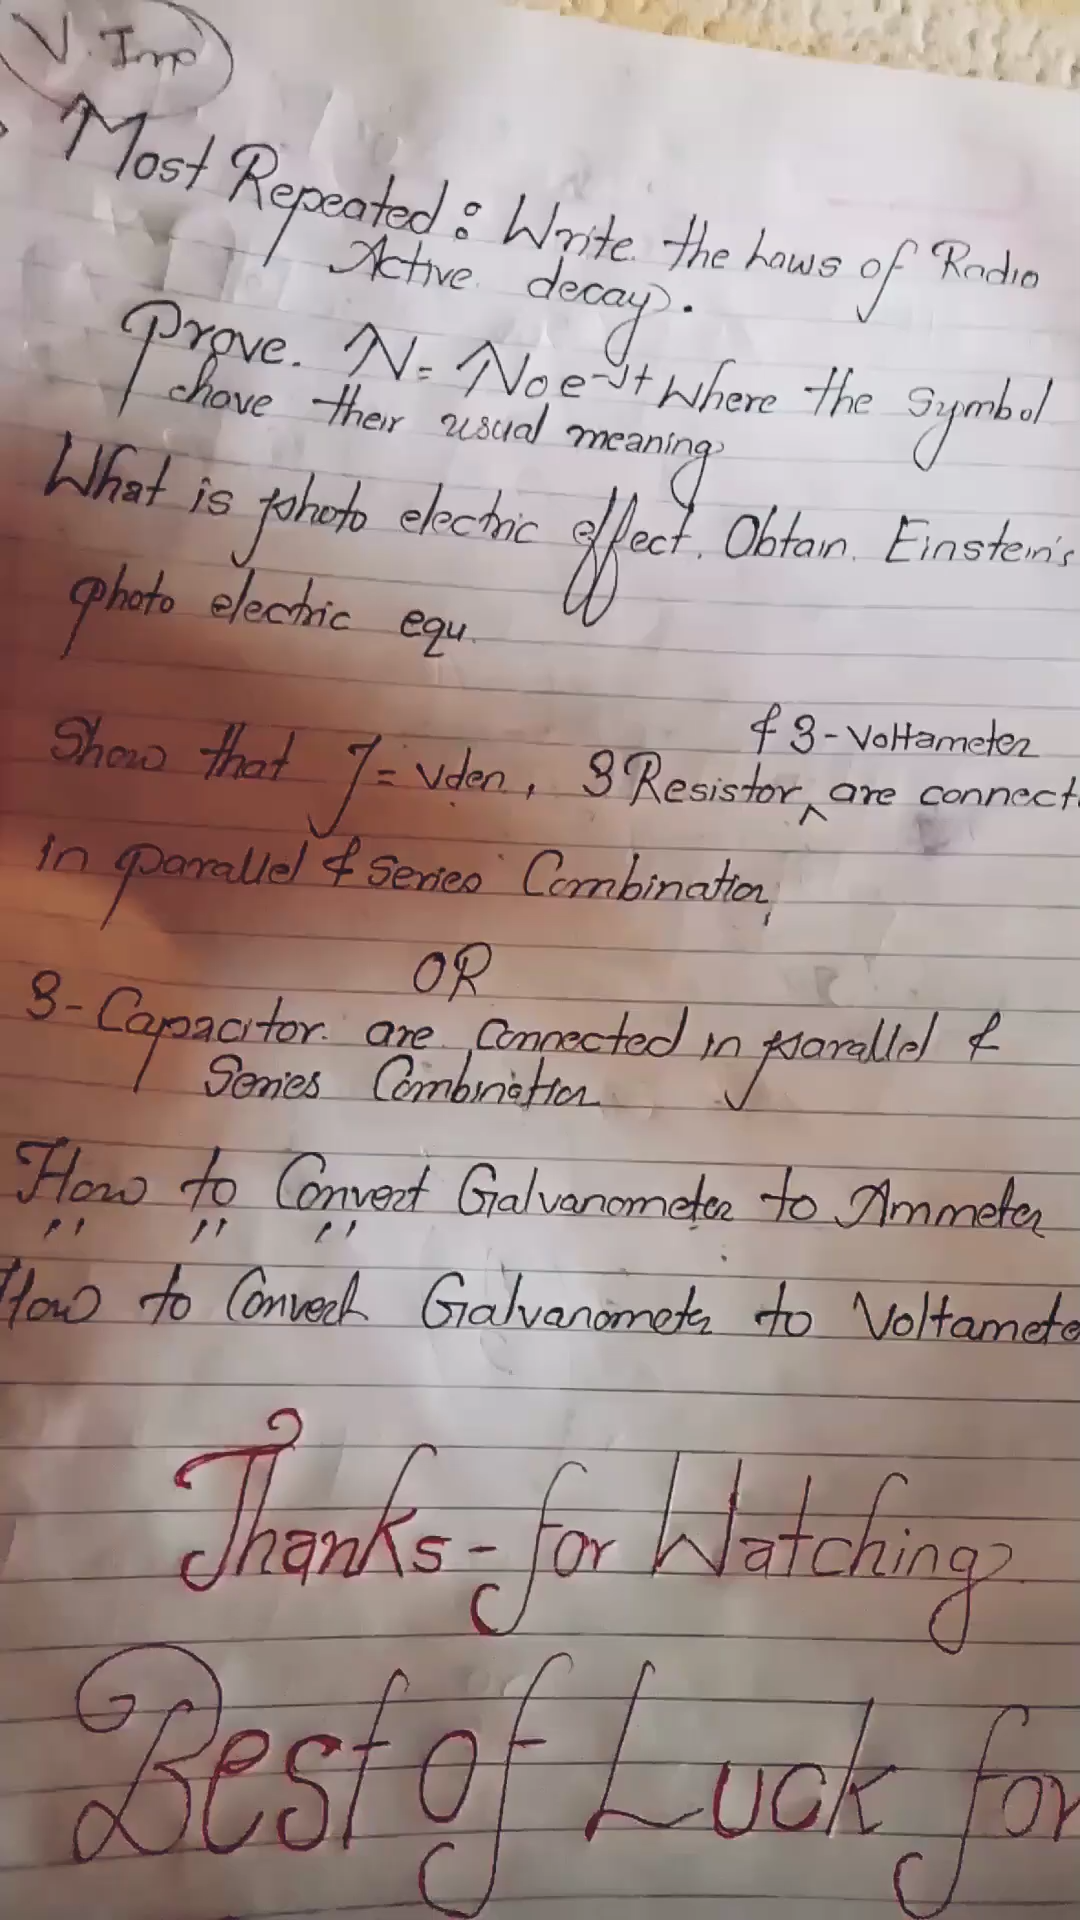 V. Imp
Most Repeated: Write the Laws of Radio
Active decay.
Prove. N = Noe-λt Where the Symbol
have their usual meaning
What is photo electric effect. Obtain. Einstein's
photo electric equ.
& 3-Voltameter
Show that J = vden, 3 Resistor ^ are connect
in parallel & Series Combination,
OR
3-Capacitor. are Connected in parallel &
Series Combination
How to Convert Galvanometer to Ammeter
" " "
How to Convert Galvanometer to Voltamete
Thanks-for Watching
Best of Luck for